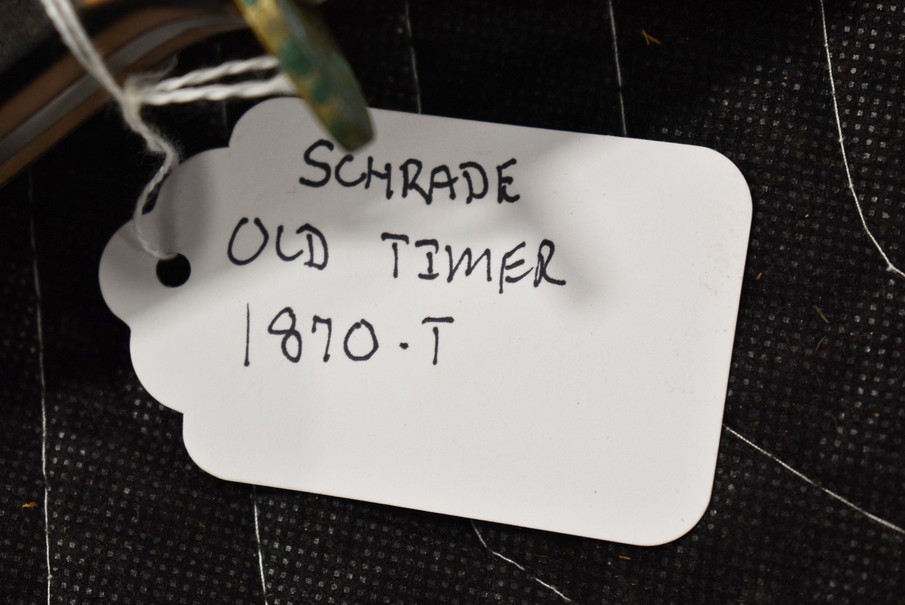 SCHRADE
OLD TIMER
1870.T